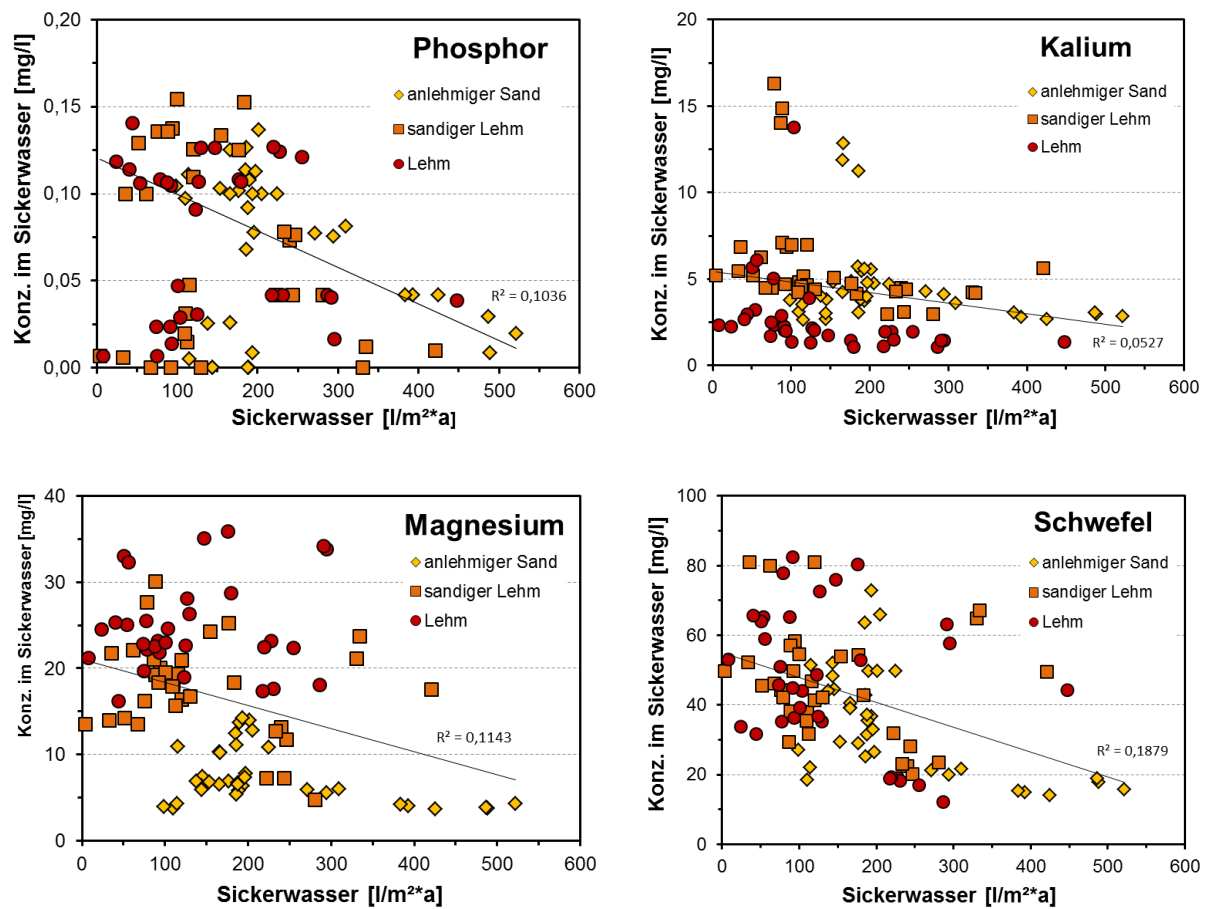 Phosphor
Konz. im Sickerwasser [mg/l]
0,20
0,15
0,10
0,05
0,00
anlehmiger Sand
sandiger Lehm
Lehm
R² = 0,1036
0 100 200 300 400 500 600
Sickerwasser [l/m²*a]
Kalium
Konz. im Sickerwasser [mg/l]
20
15
10
5
0
anlehmiger Sand
sandiger Lehm
Lehm
R² = 0,0527
0 100 200 300 400 500 600
Sickerwasser [l/m²*a]
Magnesium
Konz. im Sickerwasser [mg/l]
40
30
20
10
0
anlehmiger Sand
sandiger Lehm
Lehm
R² = 0,1143
0 100 200 300 400 500 600
Sickerwasser [l/m²*a]
Schwefel
Konz. im Sickerwasser [mg/l]
100
80
60
40
20
0
anlehmiger Sand
sandiger Lehm
Lehm
R² = 0,1879
0 100 200 300 400 500 600
Sickerwasser [l/m²*a]